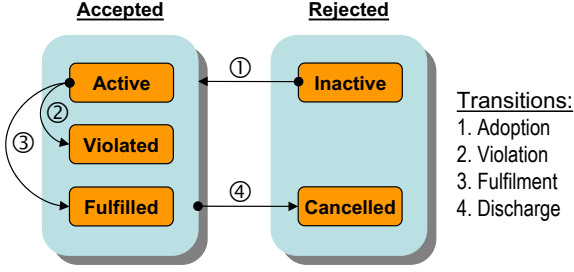 Accepted
Rejected
Active
①
Inactive
②
③
Violated
Fulfilled
④
Cancelled
Transitions:
1. Adoption
2. Violation
3. Fulfilment
4. Discharge